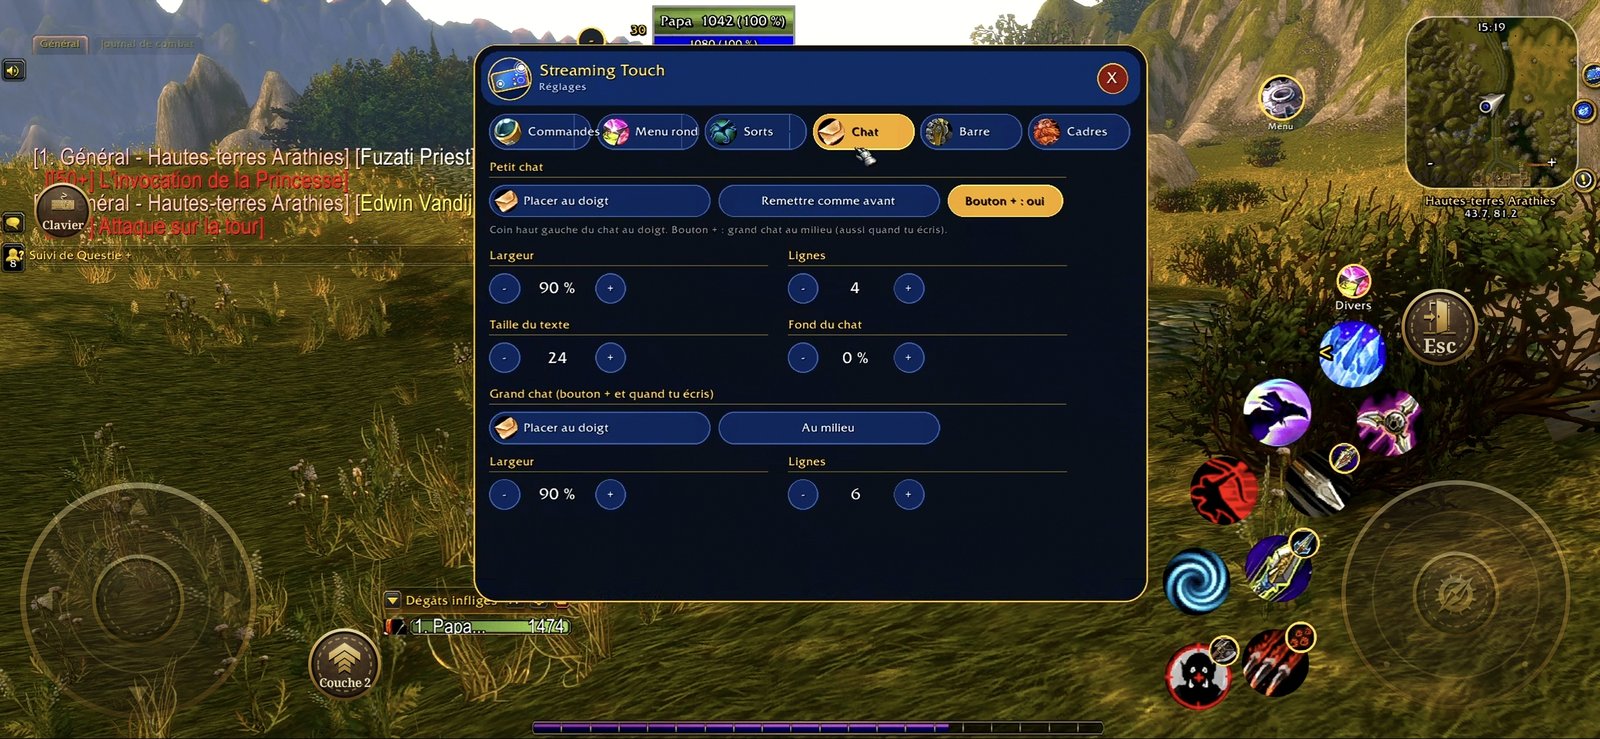 Papa 1042 (100 %)
30
1080 (100 %)
Général
Journal de combat
Streaming Touch
Réglages
X
15:19
Menu
Commandes
Menu rond
Sorts
Chat
Barre
Cadres
[1. Général - Hautes-terres Arathies] [Fuzati Priest]
[[50+] L'invocation de la Princesse]
Général - Hautes-terres Arathies] [Edwin Vandij
[Attaque sur la tour]
Clavier
8
Suivi de Questie +
Petit chat
Placer au doigt
Remettre comme avant
Bouton + : oui
Coin haut gauche du chat au doigt. Bouton + : grand chat au milieu (aussi quand tu écris).
Largeur
Lignes
- 90 % +
- 4 +
Taille du texte
Fond du chat
- 24 +
- 0 % +
Grand chat (bouton + et quand tu écris)
Placer au doigt
Au milieu
Largeur
Lignes
- 90 % +
- 6 +
- +
Hautes-terres Arathies
43.7, 81.2
Divers
<
Esc
Dégâts infligés
1. Papa... 1474
Couche 2